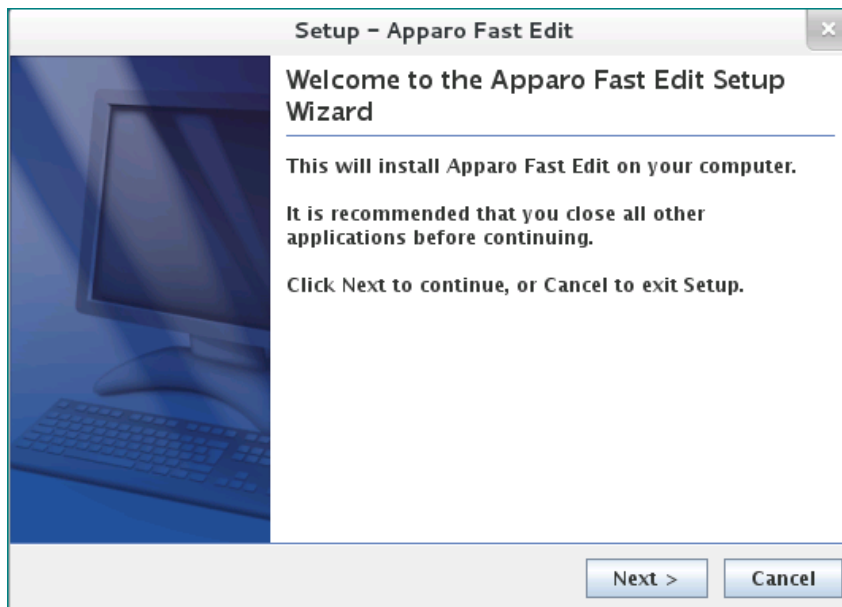 Setup – Apparo Fast Edit
Welcome to the Apparo Fast Edit Setup
Wizard
This will install Apparo Fast Edit on your computer.
It is recommended that you close all other
applications before continuing.
Click Next to continue, or Cancel to exit Setup.
Next >
Cancel